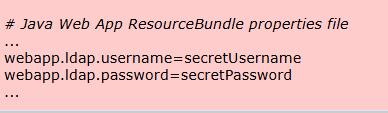 # Java Web App ResourceBundle properties file
...
webapp.ldap.username=secretUsername
webapp.ldap.password=secretPassword
...